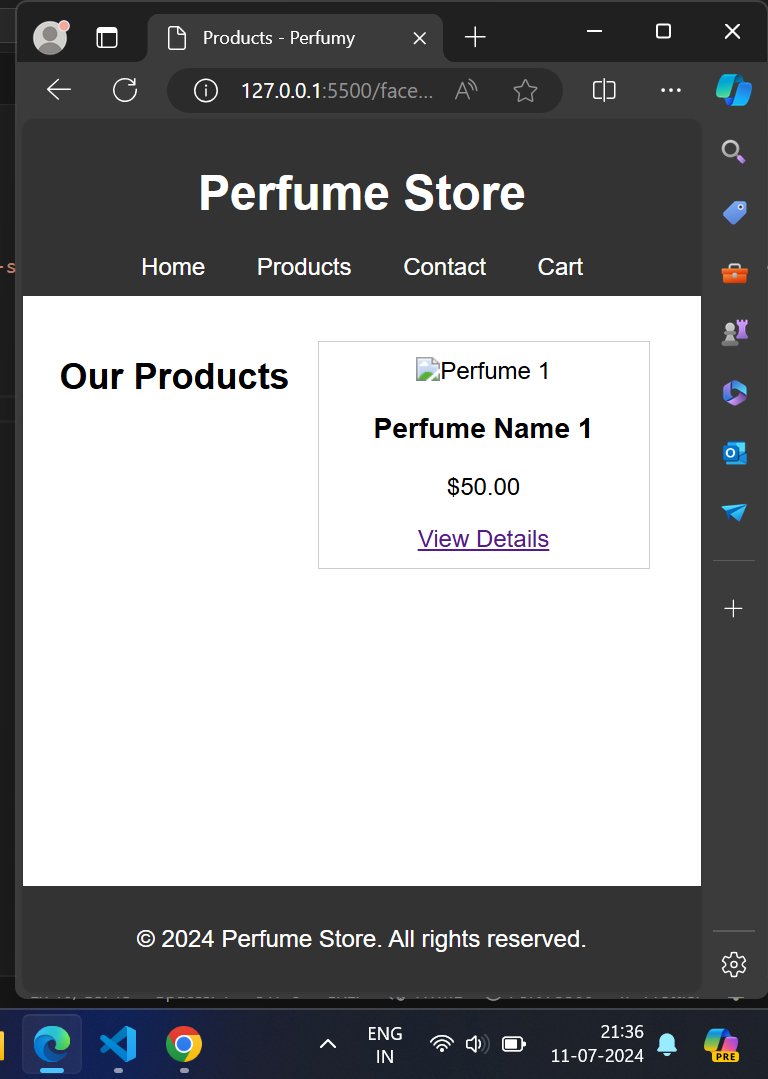 Products - Perfumy
127.0.0.1:5500/face...
Perfume Store
Home Products Contact Cart
Our Products
Perfume 1
Perfume Name 1
$50.00
View Details
© 2024 Perfume Store. All rights reserved.
ENG
IN
21:36
11-07-2024
PRE